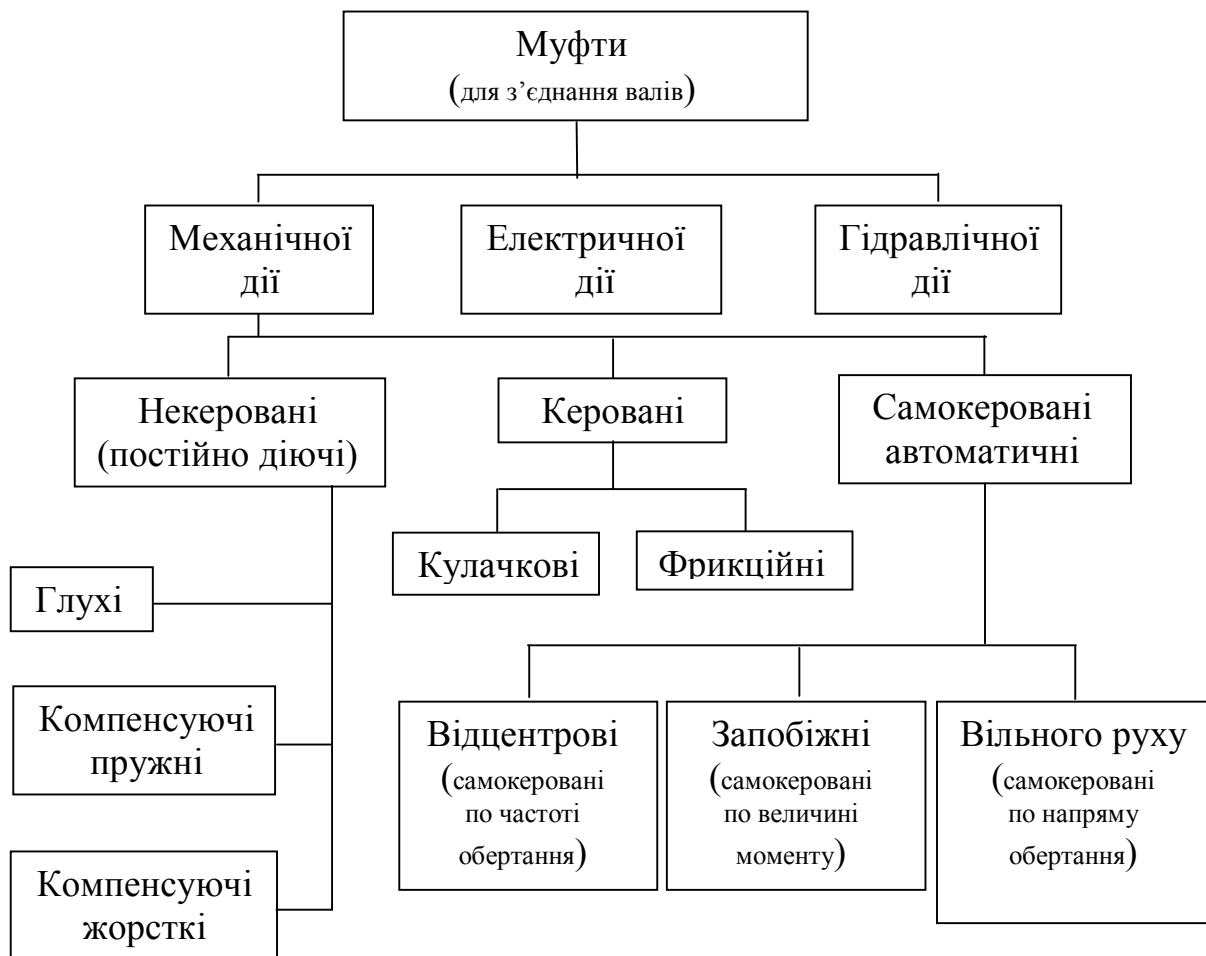 Муфти
(для з’єднання валів)
Механічної
дії
Електричної
дії
Гідравлічної
дії
Некеровані
(постійно діючі)
Керовані
Самокеровані
автоматичні
Кулачкові
Фрикційні
Глухі
Компенсуючі
пружні
Компенсуючі
жорсткі
Відцентрові
(самокеровані
по частоті
обертання)
Запобіжні
(самокеровані
по величині
моменту)
Вільного руху
(самокеровані
по напряму
обертання)